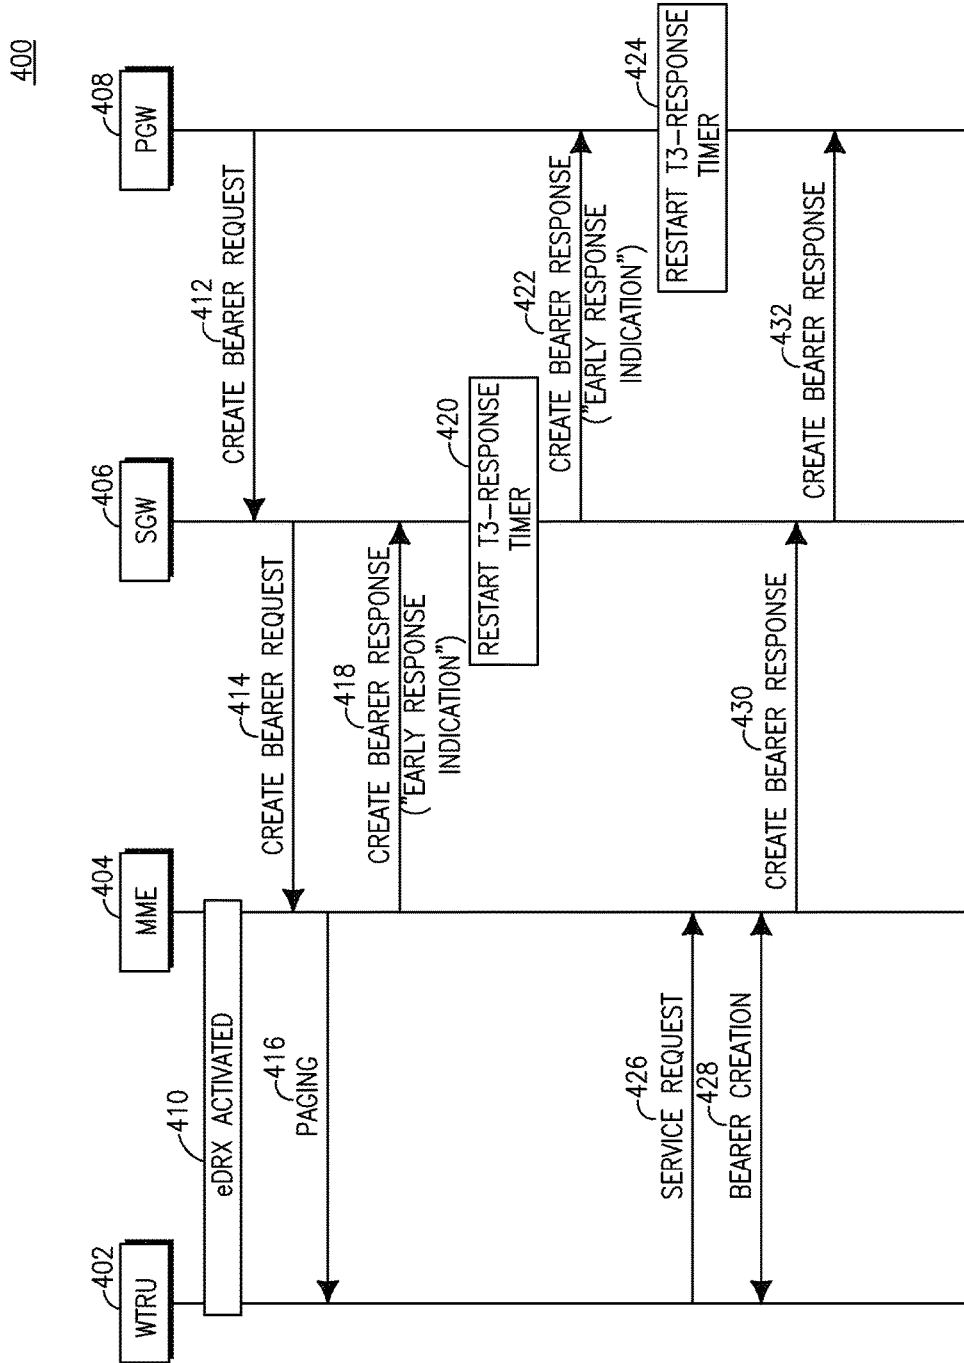 400
402
WTRU
404
MME
406
SGW
408
PGW
410
eDRX ACTIVATED
412
CREATE BEARER REQUEST
414
CREATE BEARER REQUEST
416
PAGING
418
CREATE BEARER RESPONSE
("EARLY RESPONSE
INDICATION")
420
RESTART T3-RESPONSE
TIMER
422
CREATE BEARER RESPONSE
("EARLY RESPONSE
INDICATION")
424
RESTART T3-RESPONSE
TIMER
426
SERVICE REQUEST
428
BEARER CREATION
430
CREATE BEARER RESPONSE
432
CREATE BEARER RESPONSE